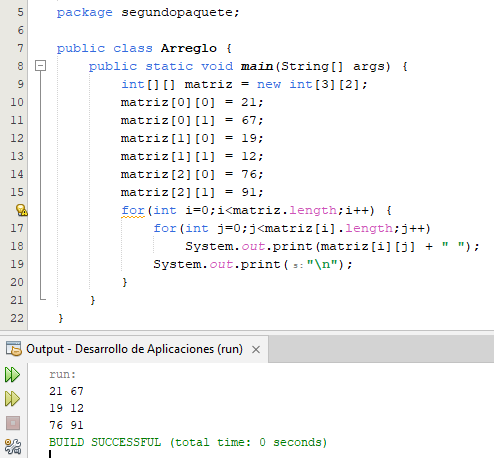 5 package segundopaquete;
6
7 public class Arreglo {
8 public static void main(String[] args) {
9 int[][] matriz = new int[3][2];
10 matriz[0][0] = 21;
11 matriz[0][1] = 67;
12 matriz[1][0] = 19;
13 matriz[1][1] = 12;
14 matriz[2][0] = 76;
15 matriz[2][1] = 91;
for(int i=0;i<matriz.length;i++) {
17 for(int j=0;j<matriz[i].length;j++)
18 System.out.print(matriz[i][j] + " ");
19 System.out.print( s: "\n");
20 }
21 }
22 }
Output - Desarrollo de Aplicaciones (run) ×
run:
21 67
19 12
76 91
BUILD SUCCESSFUL (total time: 0 seconds)